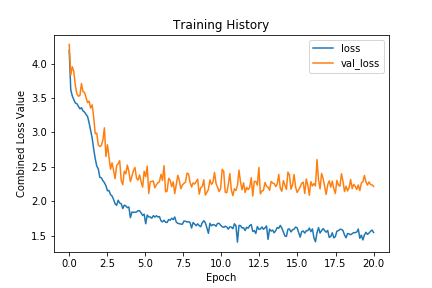 Training History
loss
val_loss
Combined Loss Value
4.0
3.5
3.0
2.5
2.0
1.5
0.0 2.5 5.0 7.5 10.0 12.5 15.0 17.5 20.0
Epoch